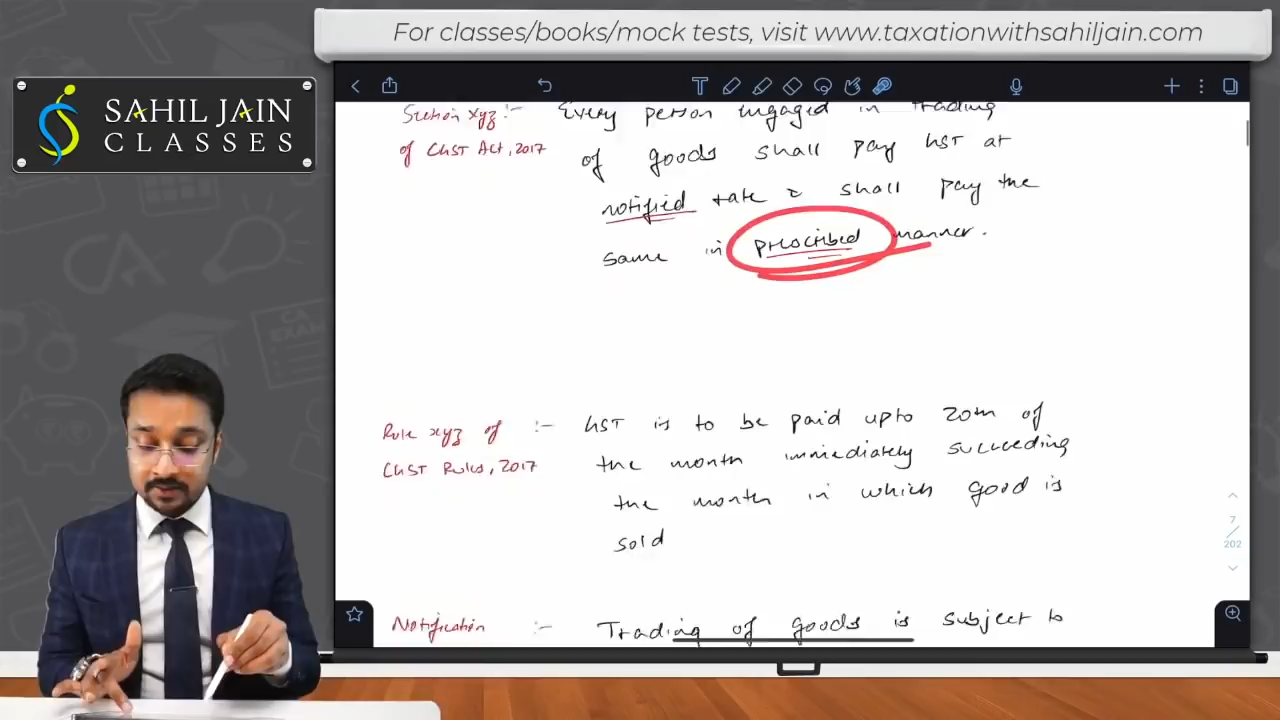 For classes/books/mock tests, visit www.taxationwithsahiljain.com
SAHIL JAIN
CLASSES
Section xyz :- Every person engaged in trading
of CGST Act, 2017 of goods shall pay GST at
notified rate & shall pay the
same in prescribed manner.
Rule xyz of :- GST is to be paid upto 20th of
CGST Rules, 2017 the month immediately succeeding
the month in which good is
sold
7
202
Notification :- Trading of goods is subject to